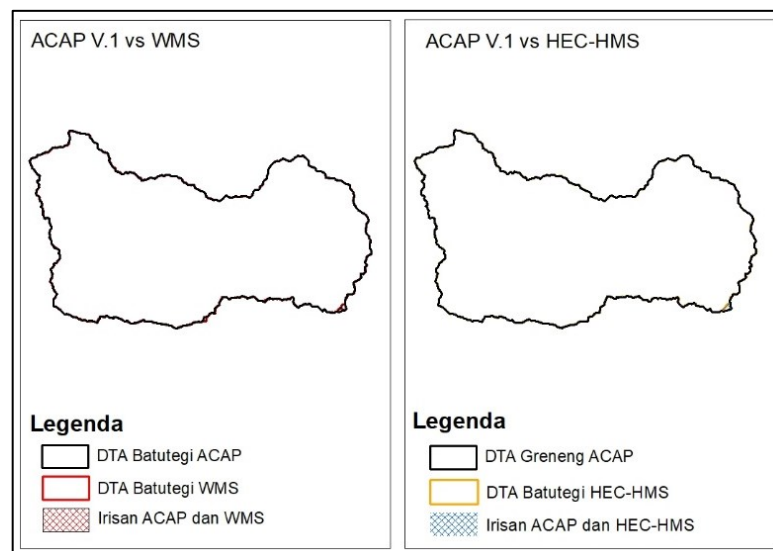 ACAP V.1 vs WMS
Legenda
DTA Batutegi ACAP
DTA Batutegi WMS
Irisan ACAP dan WMS
ACAP V.1 vs HEC-HMS
Legenda
DTA Greneng ACAP
DTA Batutegi HEC-HMS
Irisan ACAP dan HEC-HMS